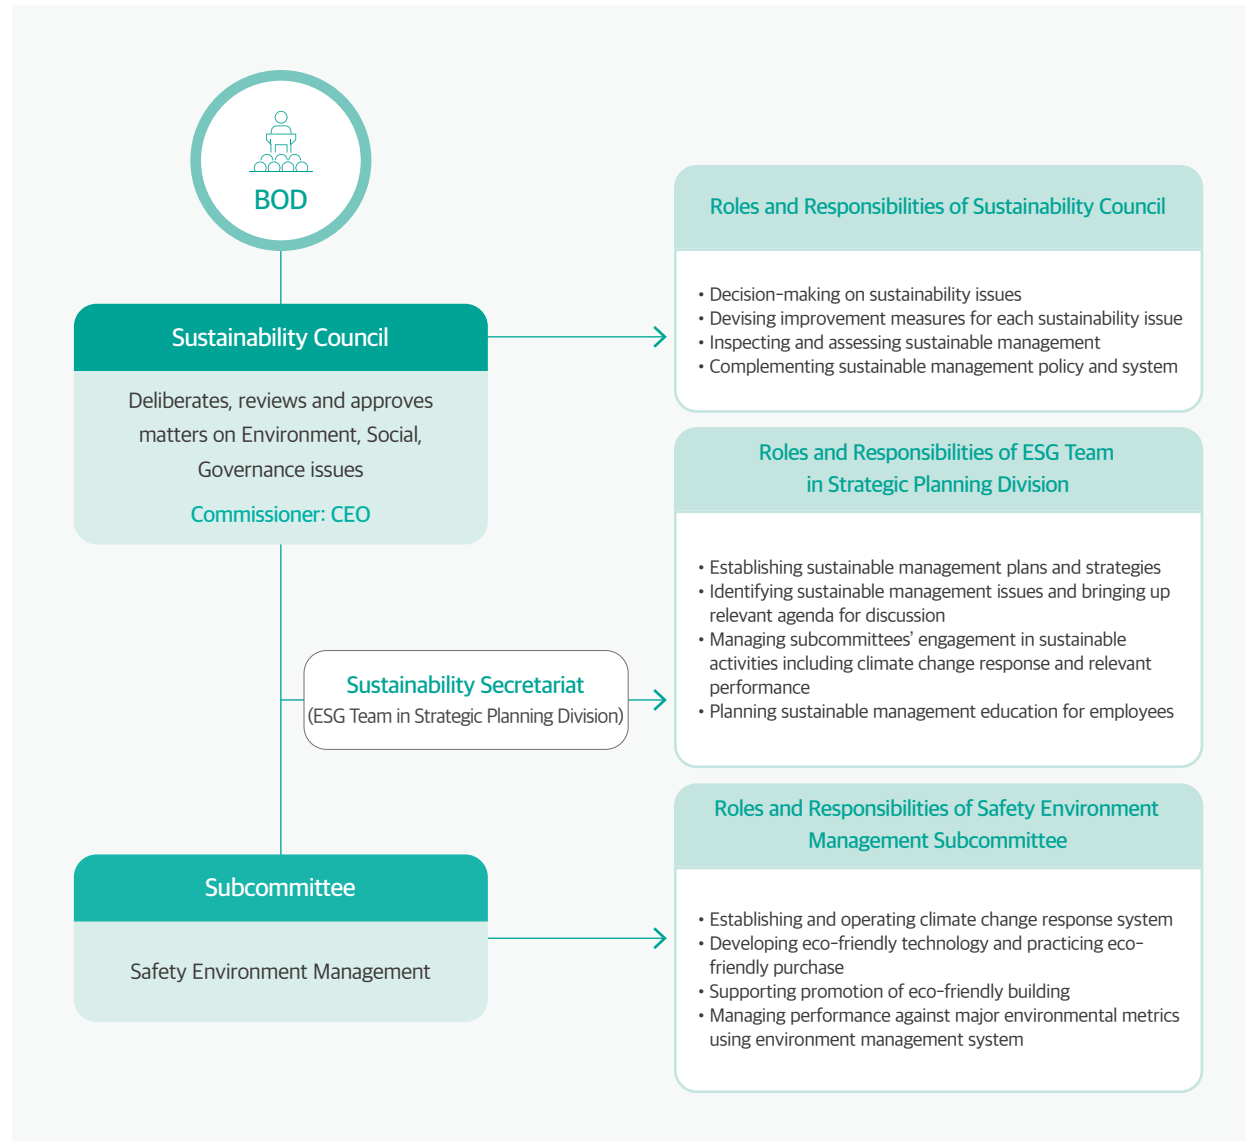 BOD
Sustainability Council
Deliberates, reviews and approves
matters on Environment, Social,
Governance issues
Commissioner: CEO
Sustainability Secretariat
(ESG Team in Strategic Planning Division)
Subcommittee
Safety Environment Management
Roles and Responsibilities of Sustainability Council
• Decision-making on sustainability issues
• Devising improvement measures for each sustainability issue
• Inspecting and assessing sustainable management
• Complementing sustainable management policy and system
Roles and Responsibilities of ESG Team
in Strategic Planning Division
• Establishing sustainable management plans and strategies
• Identifying sustainable management issues and bringing up
relevant agenda for discussion
• Managing subcommittees' engagement in sustainable
activities including climate change response and relevant
performance
• Planning sustainable management education for employees
Roles and Responsibilities of Safety Environment
Management Subcommittee
• Establishing and operating climate change response system
• Developing eco-friendly technology and practicing eco-
friendly purchase
• Supporting promotion of eco-friendly building
• Managing performance against major environmental metrics
using environment management system